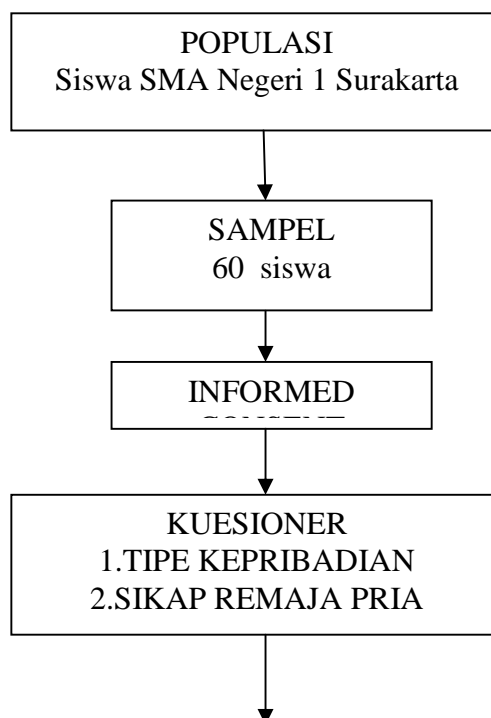 POPULASI
Siswa SMA Negeri 1 Surakarta
SAMPEL
60 siswa
INFORMED
KUESIONER
1.TIPE KEPRIBADIAN
2.SIKAP REMAJA PRIA